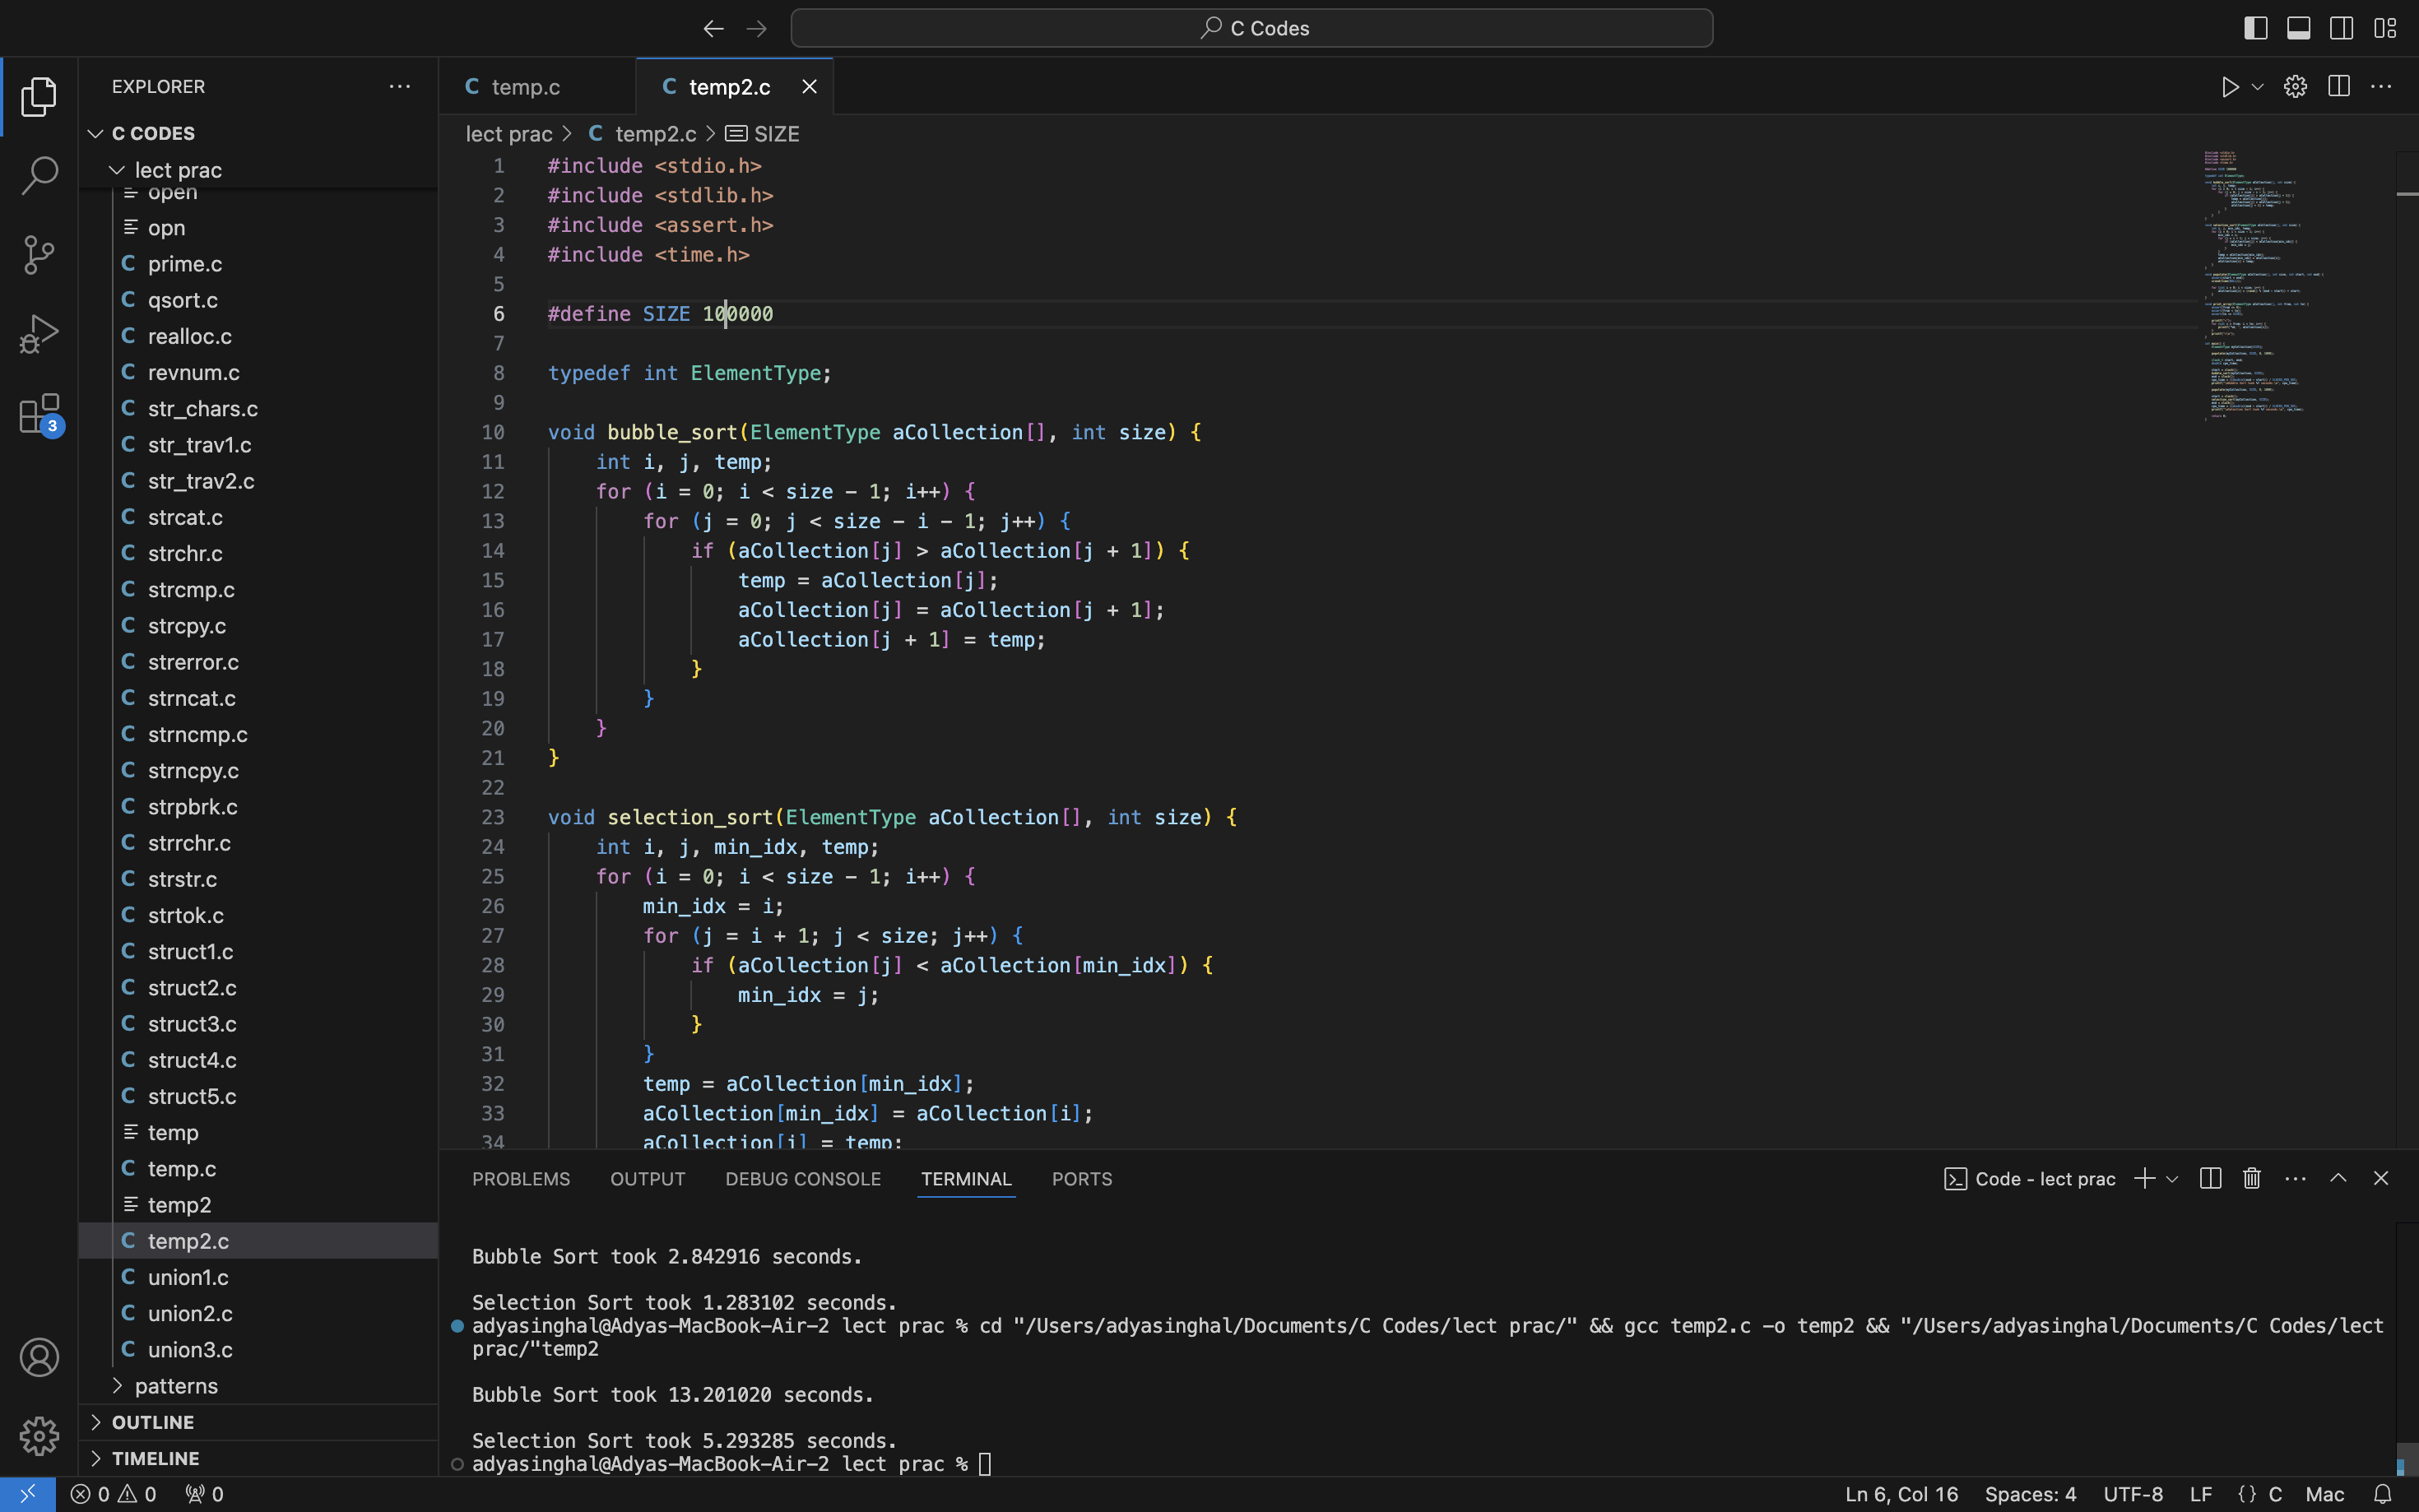 C Codes
EXPLORER
C CODES
lect prac
open
opn
C prime.c
C qsort.c
C realloc.c
C revnum.c
C str_chars.c
C str_trav1.c
C str_trav2.c
C strcat.c
C strchr.c
C strcmp.c
C strcpy.c
C strerror.c
C strncat.c
C strncmp.c
C strncpy.c
C strpbrk.c
C strrchr.c
C strstr.c
C strtok.c
C struct1.c
C struct2.c
C struct3.c
C struct4.c
C struct5.c
temp
C temp.c
temp2
C temp2.c
C union1.c
C union2.c
C union3.c
patterns
OUTLINE
TIMELINE
3
C temp.c
C temp2.c
lect prac > C temp2.c > SIZE
1 #include <stdio.h>
2 #include <stdlib.h>
3 #include <assert.h>
4 #include <time.h>
5
6 #define SIZE 100000
7
8 typedef int ElementType;
9
10 void bubble_sort(ElementType aCollection[], int size) {
11 int i, j, temp;
12 for (i = 0; i < size - 1; i++) {
13 for (j = 0; j < size - i - 1; j++) {
14 if (aCollection[j] > aCollection[j + 1]) {
15 temp = aCollection[j];
16 aCollection[j] = aCollection[j + 1];
17 aCollection[j + 1] = temp;
18 }
19 }
20 }
21 }
22
23 void selection_sort(ElementType aCollection[], int size) {
24 int i, j, min_idx, temp;
25 for (i = 0; i < size - 1; i++) {
26 min_idx = i;
27 for (j = i + 1; j < size; j++) {
28 if (aCollection[j] < aCollection[min_idx]) {
29 min_idx = j;
30 }
31 }
32 temp = aCollection[min_idx];
33 aCollection[min_idx] = aCollection[i];
34 aCollection[i] = temp;
PROBLEMS OUTPUT DEBUG CONSOLE TERMINAL PORTS
Code - lect prac
Bubble Sort took 2.842916 seconds.
Selection Sort took 1.283102 seconds.
adyasinghal@Adyas-MacBook-Air-2 lect prac % cd "/Users/adyasinghal/Documents/C Codes/lect prac/" && gcc temp2.c -o temp2 && "/Users/adyasinghal/Documents/C Codes/lect
prac/"temp2
Bubble Sort took 13.201020 seconds.
Selection Sort took 5.293285 seconds.
adyasinghal@Adyas-MacBook-Air-2 lect prac %
0 0 0
Ln 6, Col 16 Spaces: 4 UTF-8 LF {} C Mac